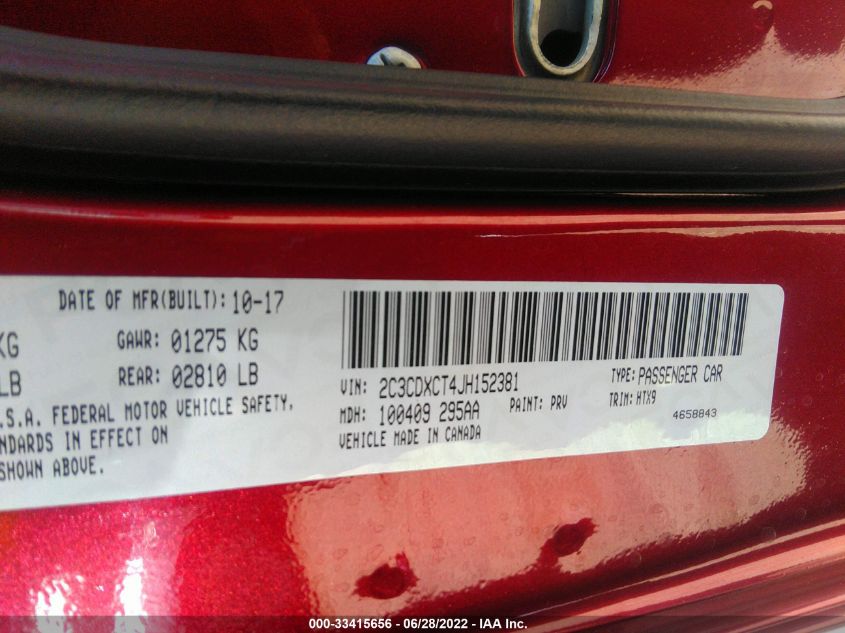 DATE OF MFR(BUILT): 10-17
KG GAWR: 01275 KG
LB REAR: 02810 LB
.S.A. FEDERAL MOTOR VEHICLE SAFETY,
NDARDS IN EFFECT ON
SHOWN ABOVE.
VIN: 2C3CDXCT4JH152381 TYPE: PASSENGER CAR
MDH: 100409 295AA PAINT: PRV TRIM: HTX9
VEHICLE MADE IN CANADA 4658843
000-33415656 - 06/28/2022 - IAA Inc.